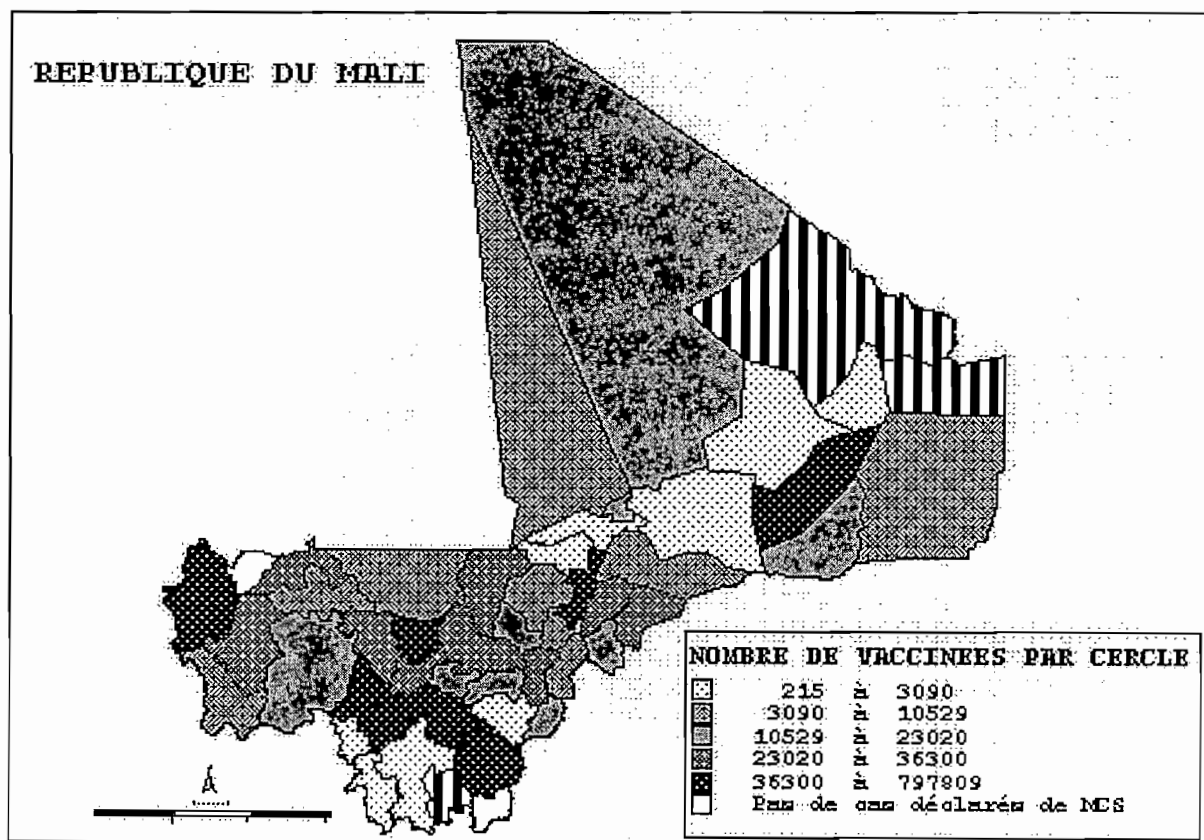 REPUBLIQUE DU MALI
NOMBRE DE VACCINEES PAR CERCLE
215 à 3090
3090 à 10529
10529 à 23020
23020 à 36300
36300 à 797809
Pas de cas déclarés de MCS